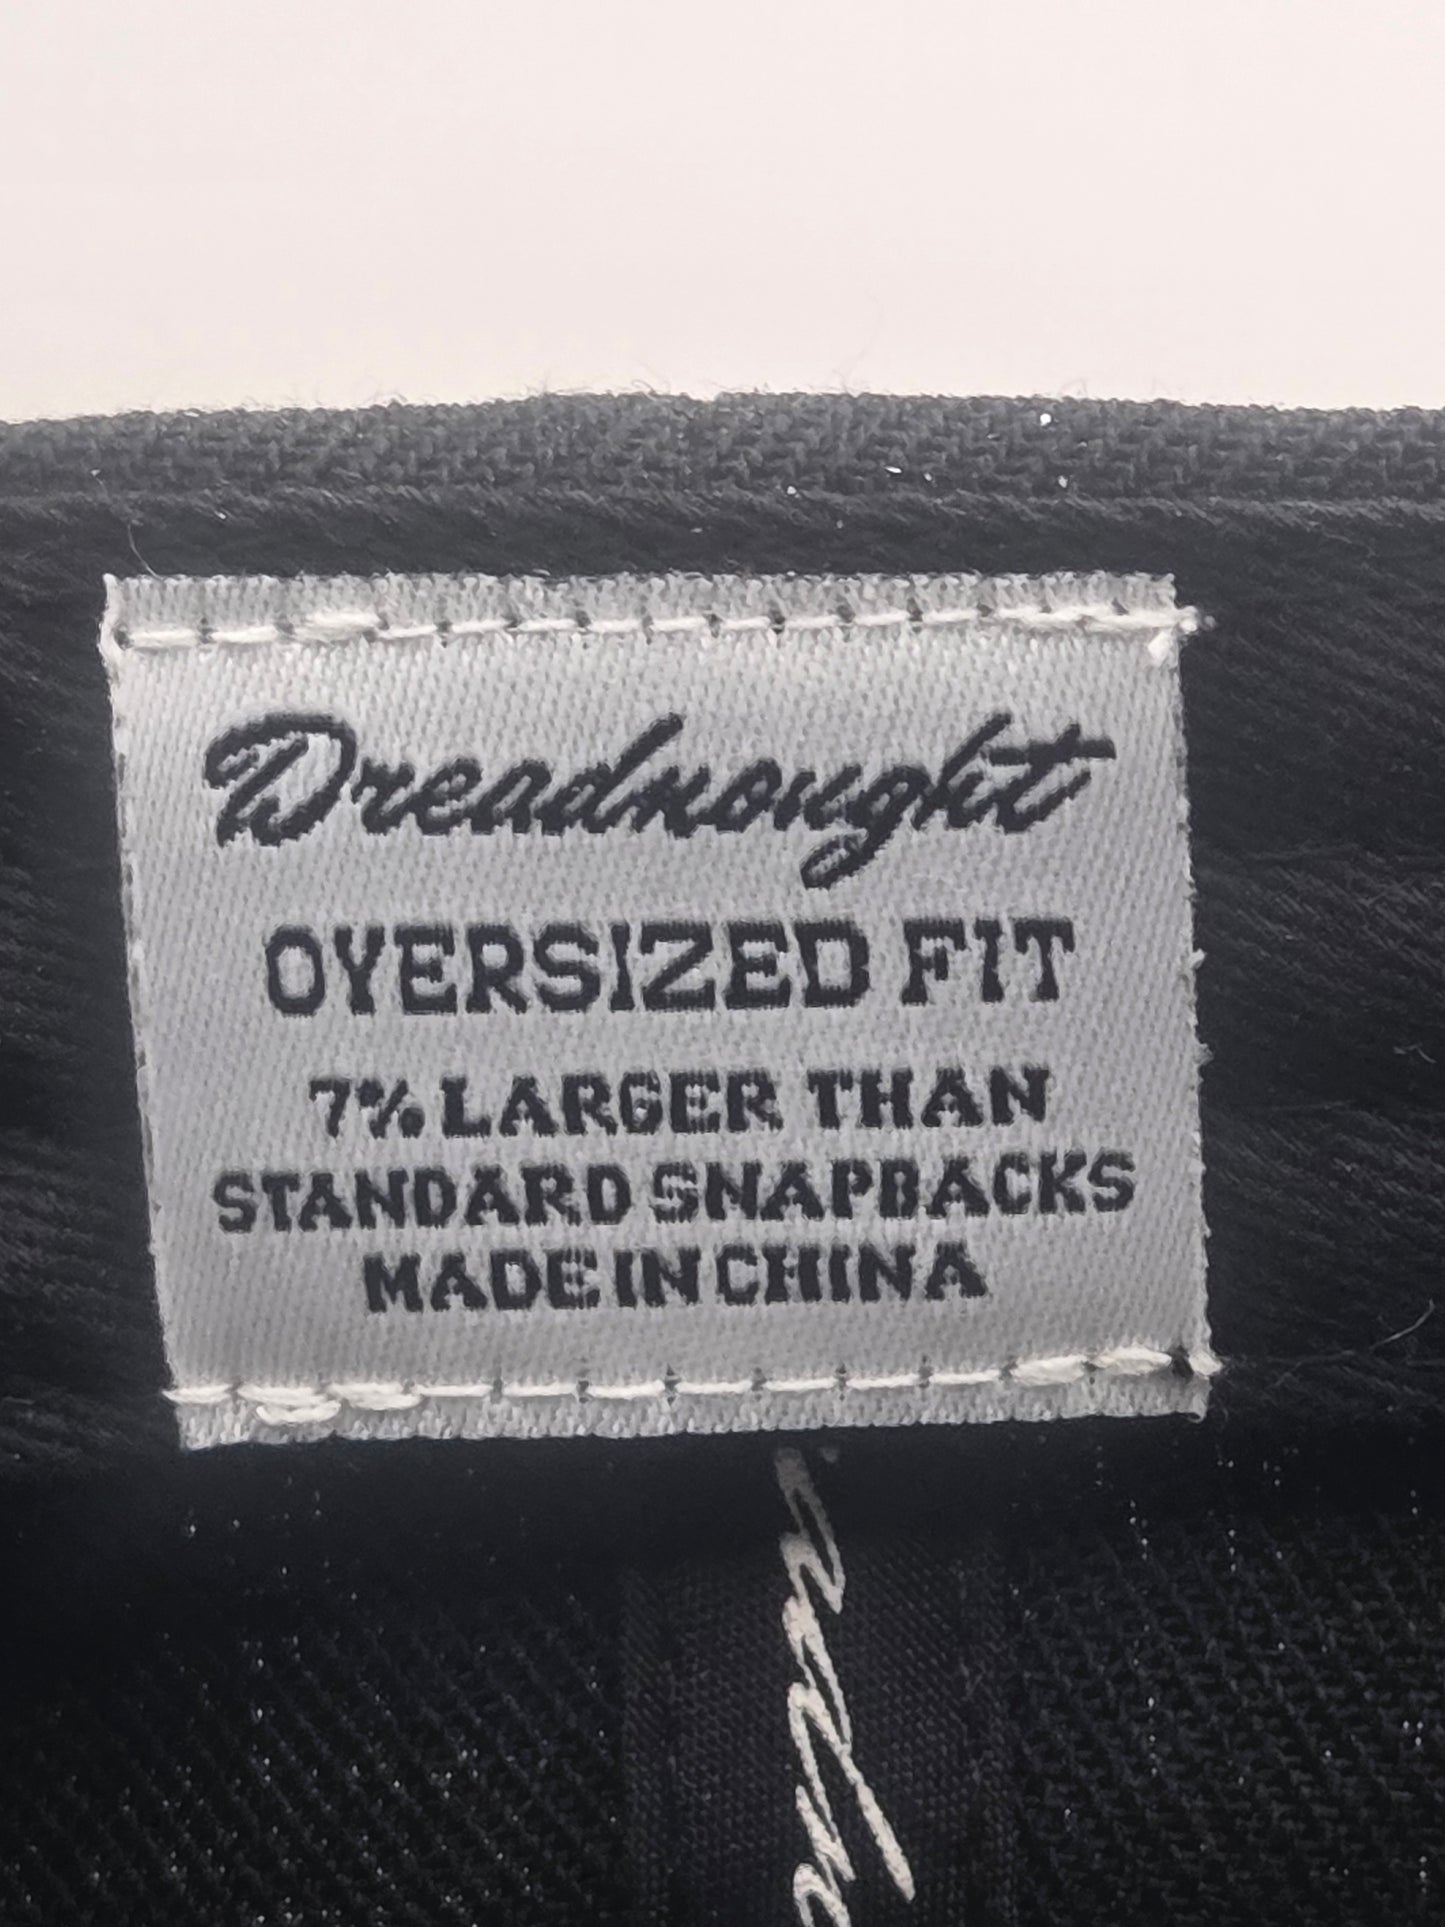 Dreadnought
OVERSIZED FIT
7% LARGER THAN
STANDARD SNAPBACKS
MADE IN CHINA